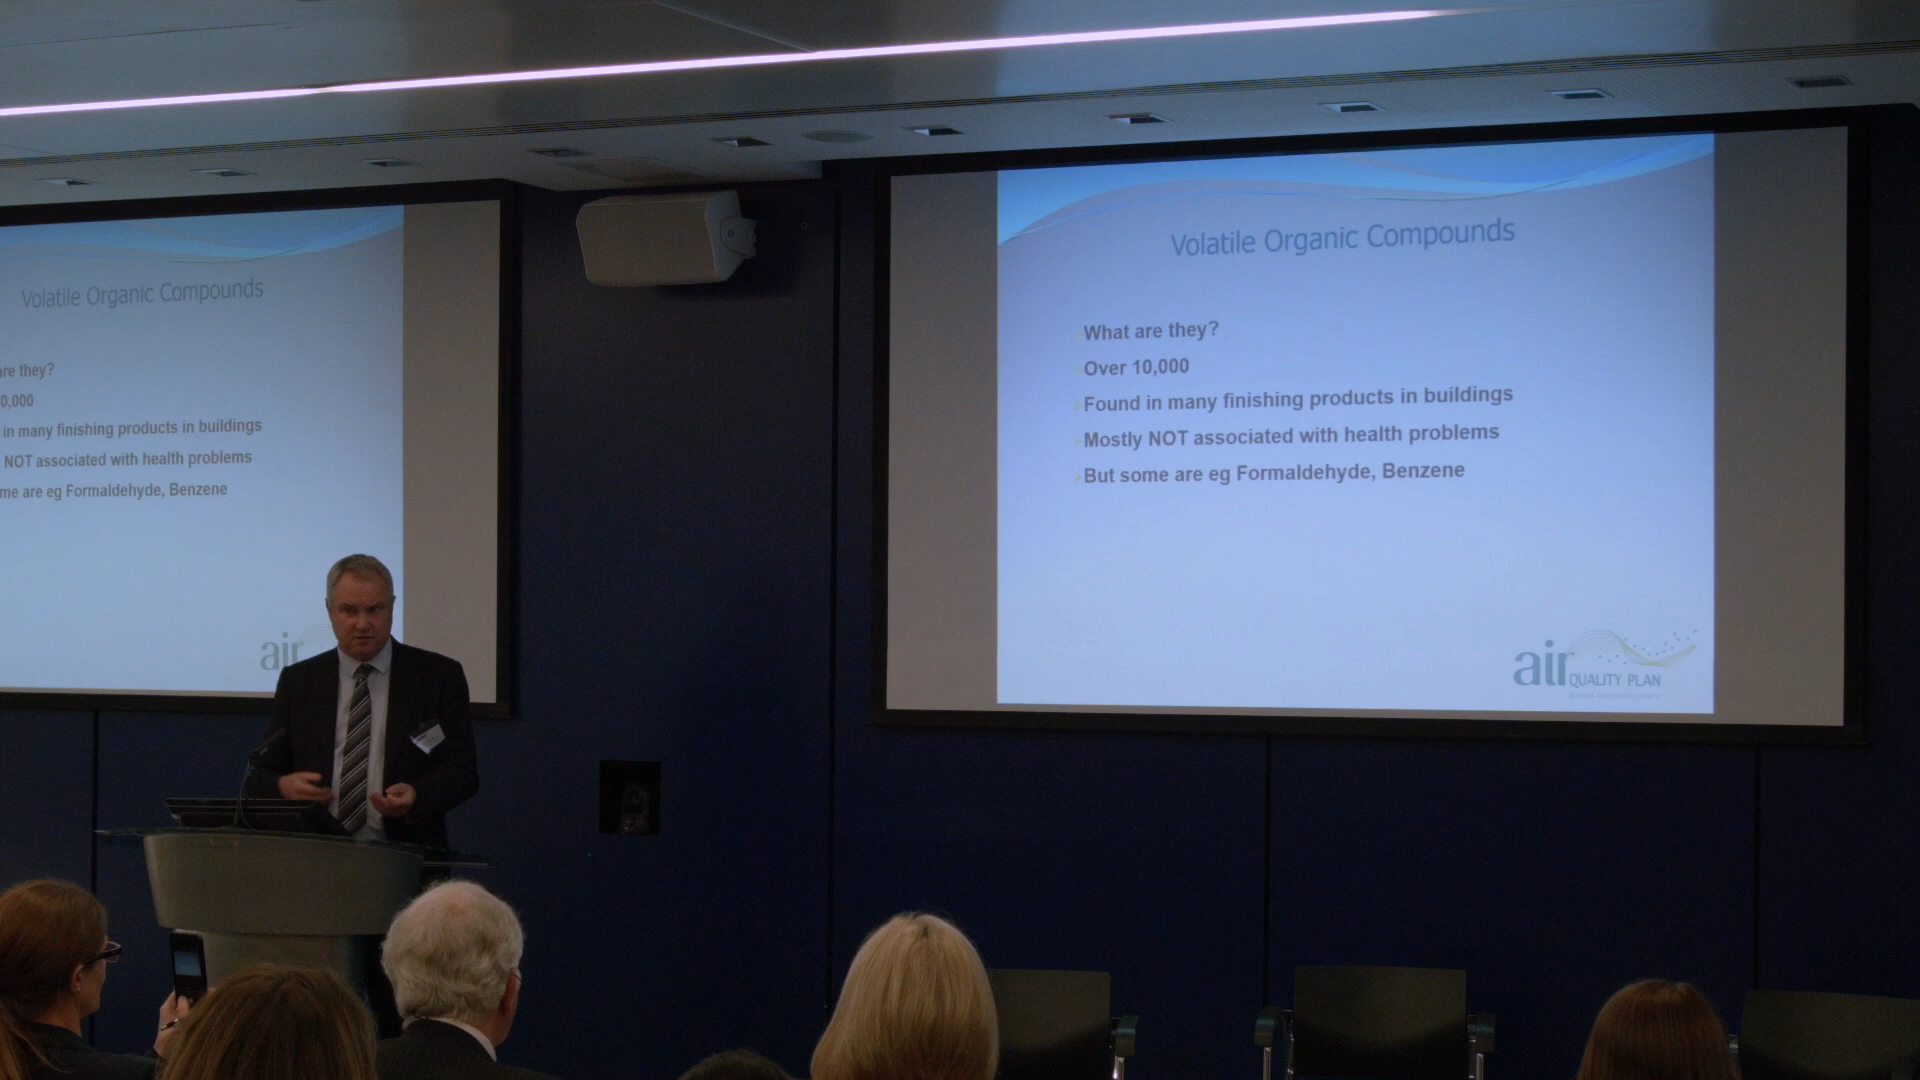 Volatile Organic Compounds
are they?
0,000
in many finishing products in buildings
NOT associated with health problems
me are eg Formaldehyde, Benzene
air
Volatile Organic Compounds
What are they?
Over 10,000
Found in many finishing products in buildings
Mostly NOT associated with health problems
But some are eg Formaldehyde, Benzene
air QUALITY PLAN